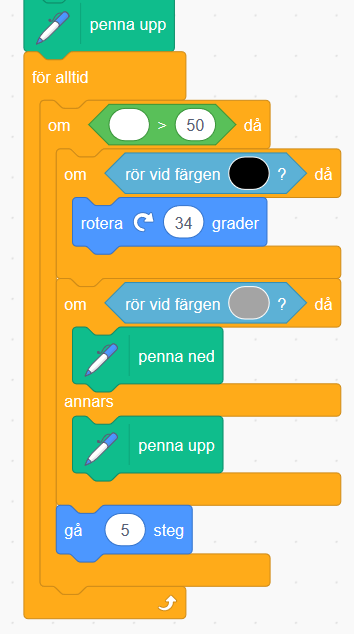 penna upp
för alltid
om > 50 då
om rör vid färgen ? då
rotera 34 grader
om rör vid färgen ? då
penna ned
annars
penna upp
gå 5 steg